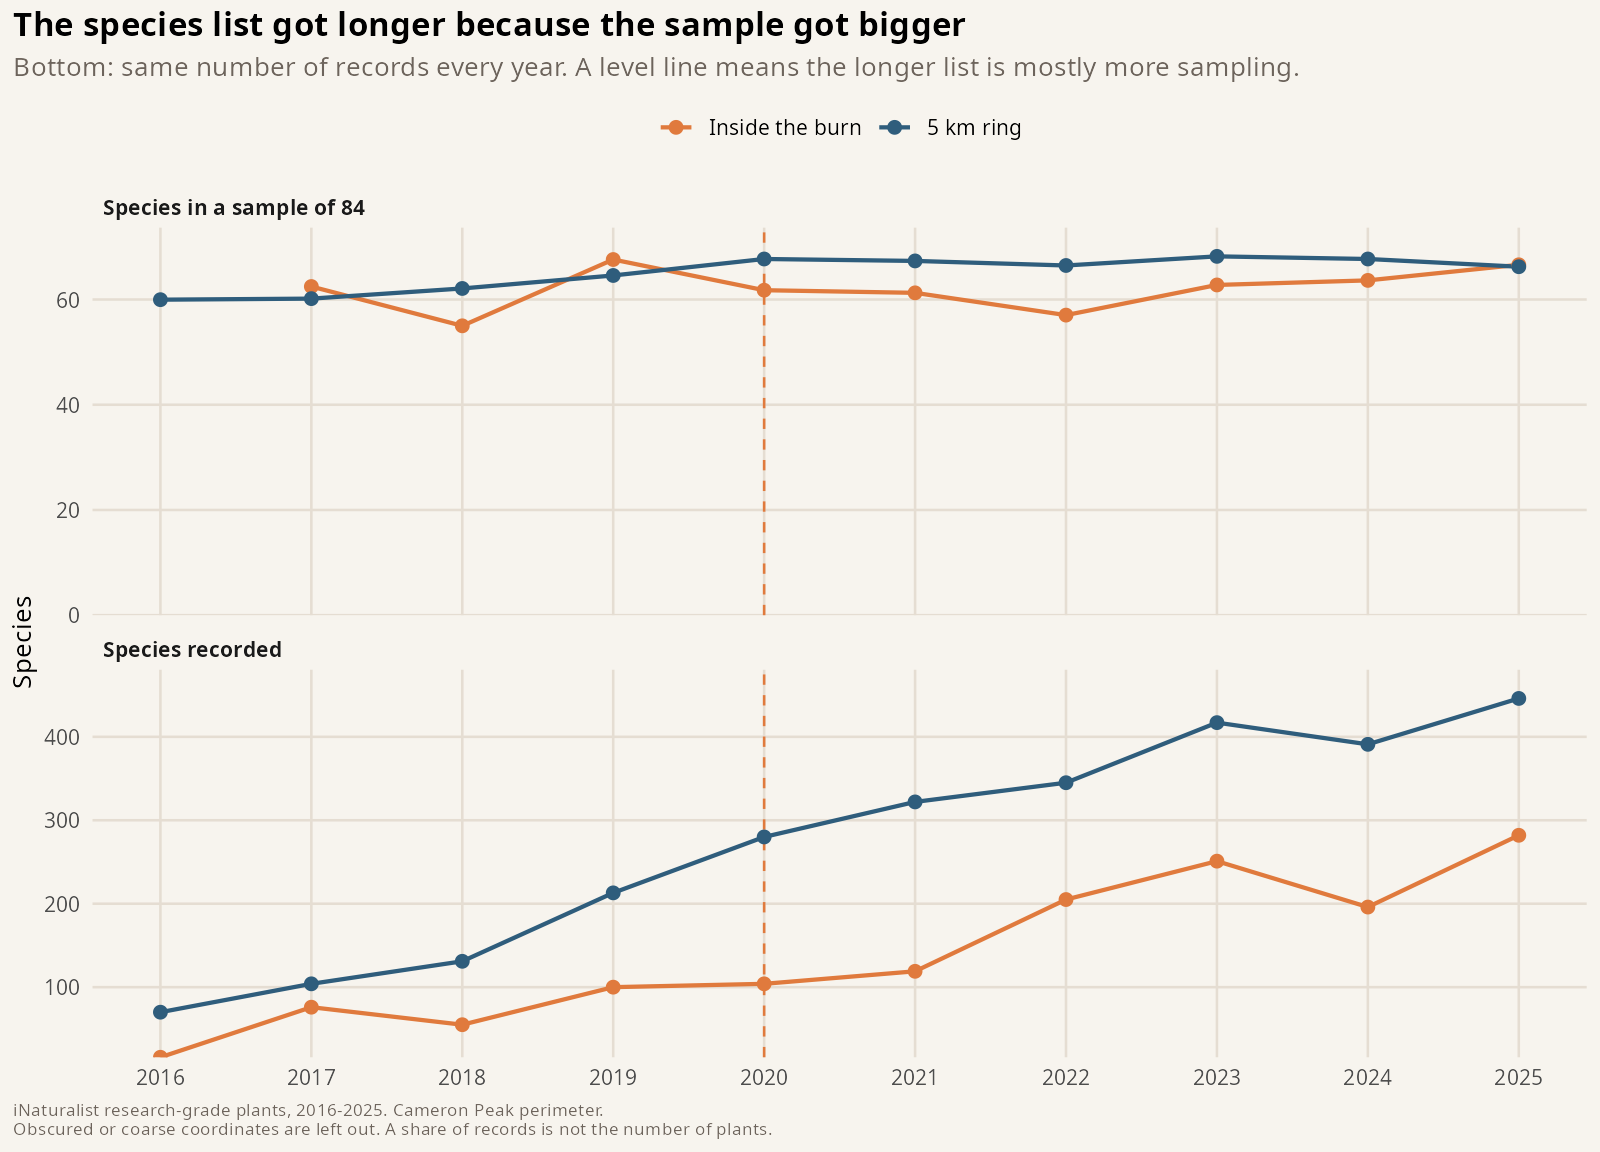 The species list got longer because the sample got bigger
Bottom: same number of records every year. A level line means the longer list is mostly more sampling.
Inside the burn
5 km ring
Species in a sample of 84
60
40
20
0
Species
Species recorded
400
300
200
100
2016 2017 2018 2019 2020 2021 2022 2023 2024 2025
iNaturalist research-grade plants, 2016-2025. Cameron Peak perimeter.
Obscured or coarse coordinates are left out. A share of records is not the number of plants.